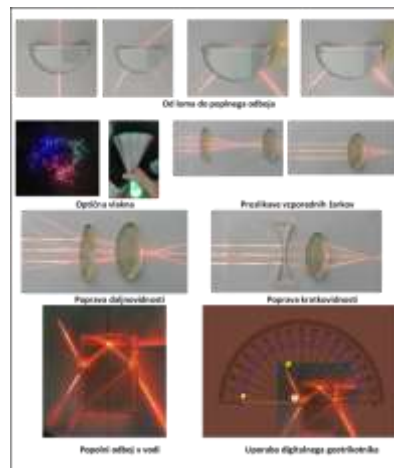 Od loma do popolnega odboja
Optična vlakna
Preslikave vzporednih žarkov
Poprava daljnovidnosti
Poprava kratkovidnosti
Popolni odboj v vodi
Uporaba digitalnega geotrikotnika